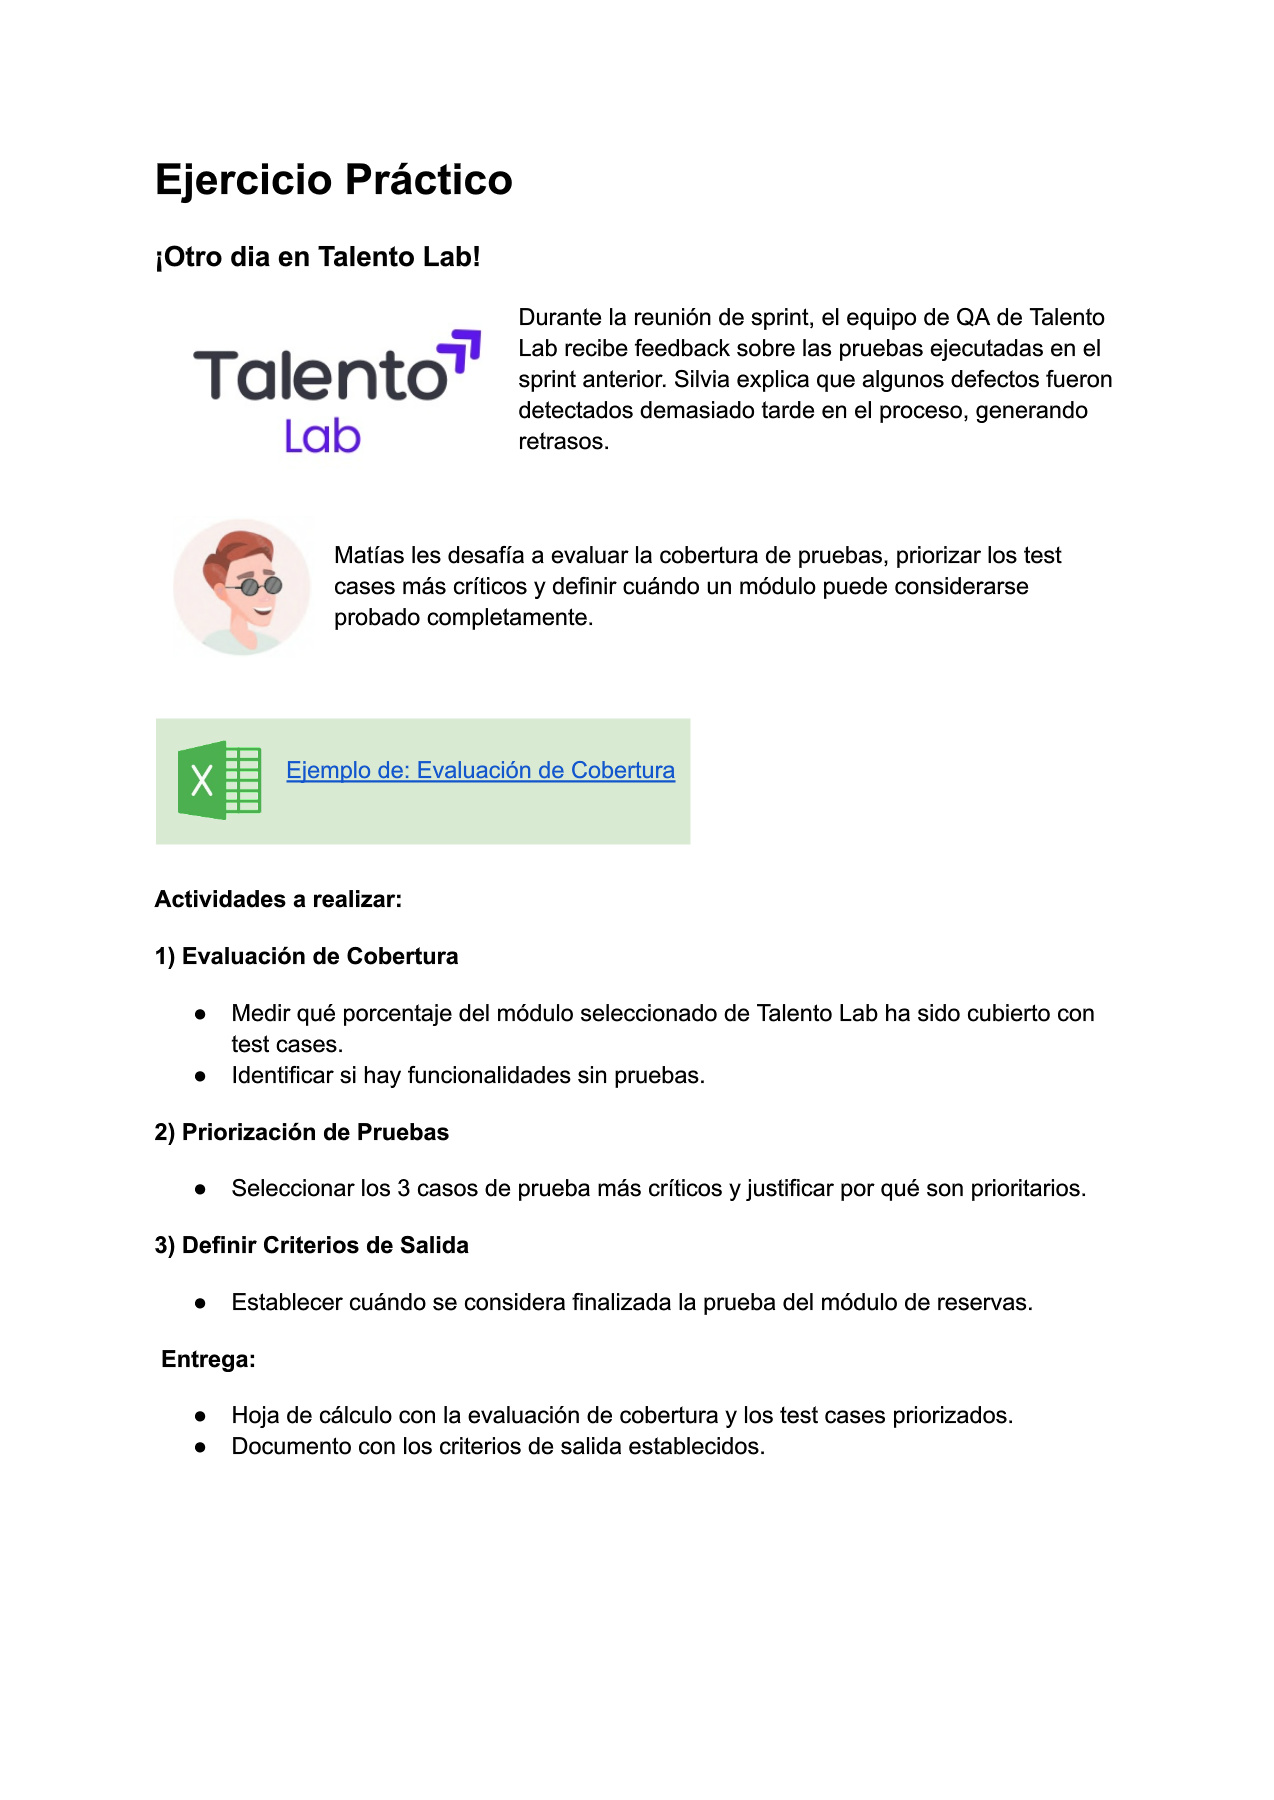 Ejercicio Práctico
¡Otro dia en Talento Lab!
Talento
Lab
Durante la reunión de sprint, el equipo de QA de Talento
Lab recibe feedback sobre las pruebas ejecutadas en el
sprint anterior. Silvia explica que algunos defectos fueron
detectados demasiado tarde en el proceso, generando
retrasos.
Matías les desafía a evaluar la cobertura de pruebas, priorizar los test
cases más críticos y definir cuándo un módulo puede considerarse
probado completamente.
X
Ejemplo de: Evaluación de Cobertura
Actividades a realizar:
1) Evaluación de Cobertura
● Medir qué porcentaje del módulo seleccionado de Talento Lab ha sido cubierto con
test cases.
● Identificar si hay funcionalidades sin pruebas.
2) Priorización de Pruebas
● Seleccionar los 3 casos de prueba más críticos y justificar por qué son prioritarios.
3) Definir Criterios de Salida
● Establecer cuándo se considera finalizada la prueba del módulo de reservas.
Entrega:
● Hoja de cálculo con la evaluación de cobertura y los test cases priorizados.
● Documento con los criterios de salida establecidos.